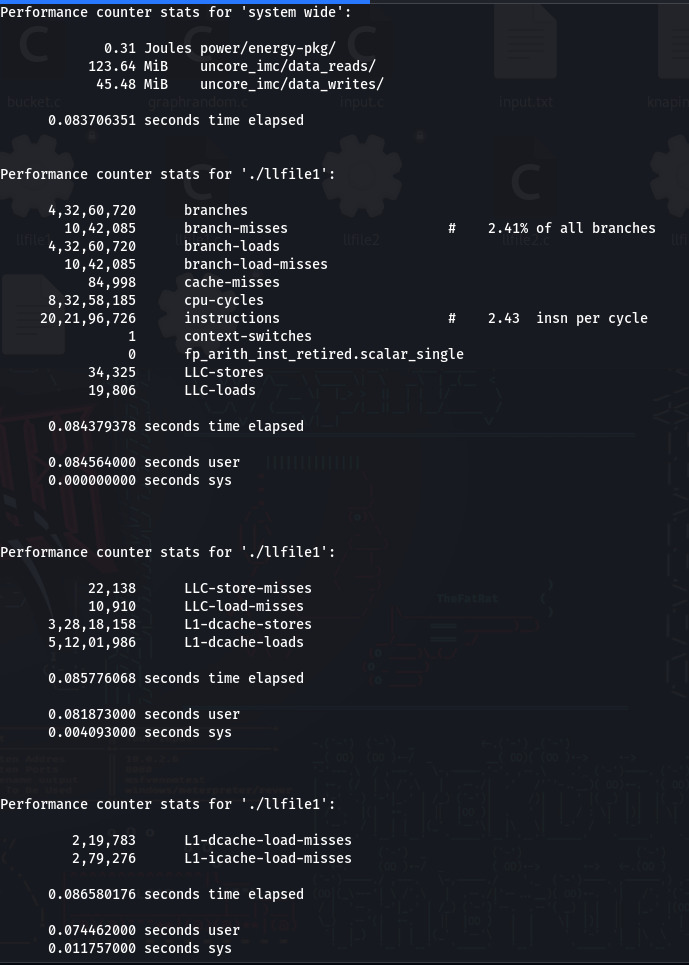 Performance counter stats for 'system wide':
0.31 Joules power/energy-pkg/
123.64 MiB uncore_imc/data_reads/
45.48 MiB uncore_imc/data_writes/
bucket.c graphrandom.c input.c input.txt
0.083706351 seconds time elapsed
Performance counter stats for './llfile1':
4,32,60,720 branches
10,42,085 branch-misses # 2.41% of all branches
4,32,60,720 branch-loads
10,42,085 branch-load-misses
84,998 cache-misses
8,32,58,185 cpu-cycles
20,21,96,726 instructions # 2.43 insn per cycle
1 context-switches
0 fp_arith_inst_retired.scalar_single
34,325 LLC-stores
19,806 LLC-loads
0.084379378 seconds time elapsed
0.084564000 seconds user
0.000000000 seconds sys
Performance counter stats for './llfile1':
22,138 LLC-store-misses
10,910 LLC-load-misses
3,28,18,158 L1-dcache-stores
5,12,01,986 L1-dcache-loads
0.085776068 seconds time elapsed
0.081873000 seconds user
0.004093000 seconds sys
Performance counter stats for './llfile1':
2,19,783 L1-dcache-load-misses
2,79,276 L1-icache-load-misses
0.086580176 seconds time elapsed
0.074462000 seconds user
0.011757000 seconds sys